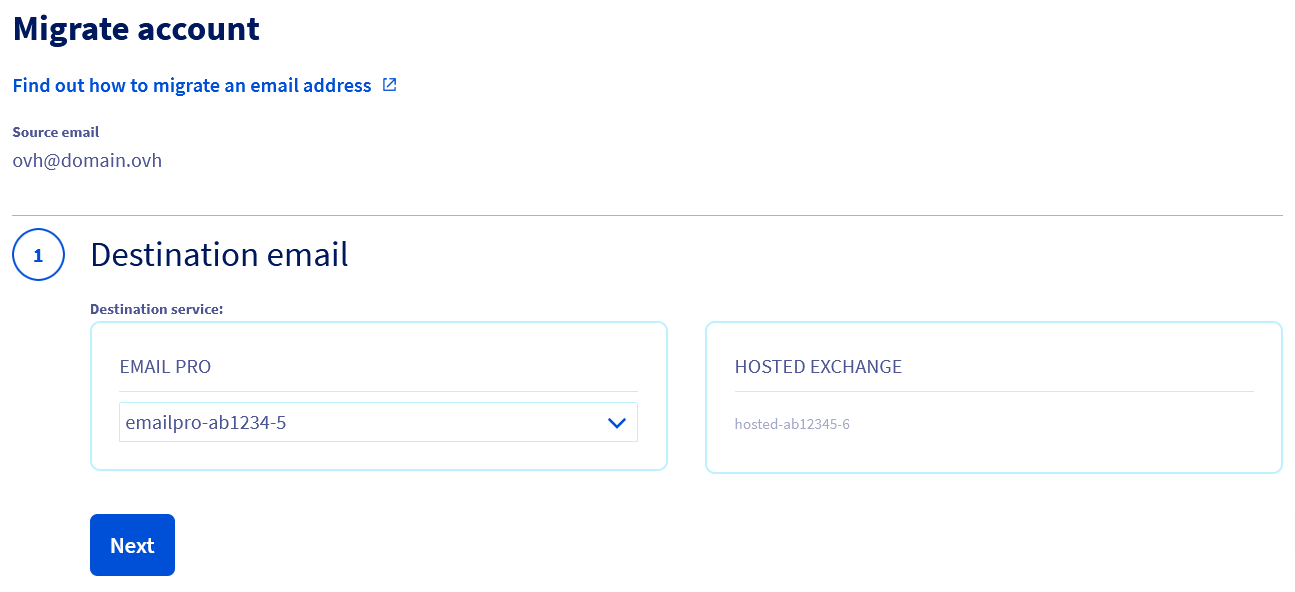 Migrate account
Find out how to migrate an email address
Source email
ovh@domain.ovh
1
Destination email
Destination service:
EMAIL PRO
emailpro-ab1234-5
HOSTED EXCHANGE
hosted-ab12345-6
Next